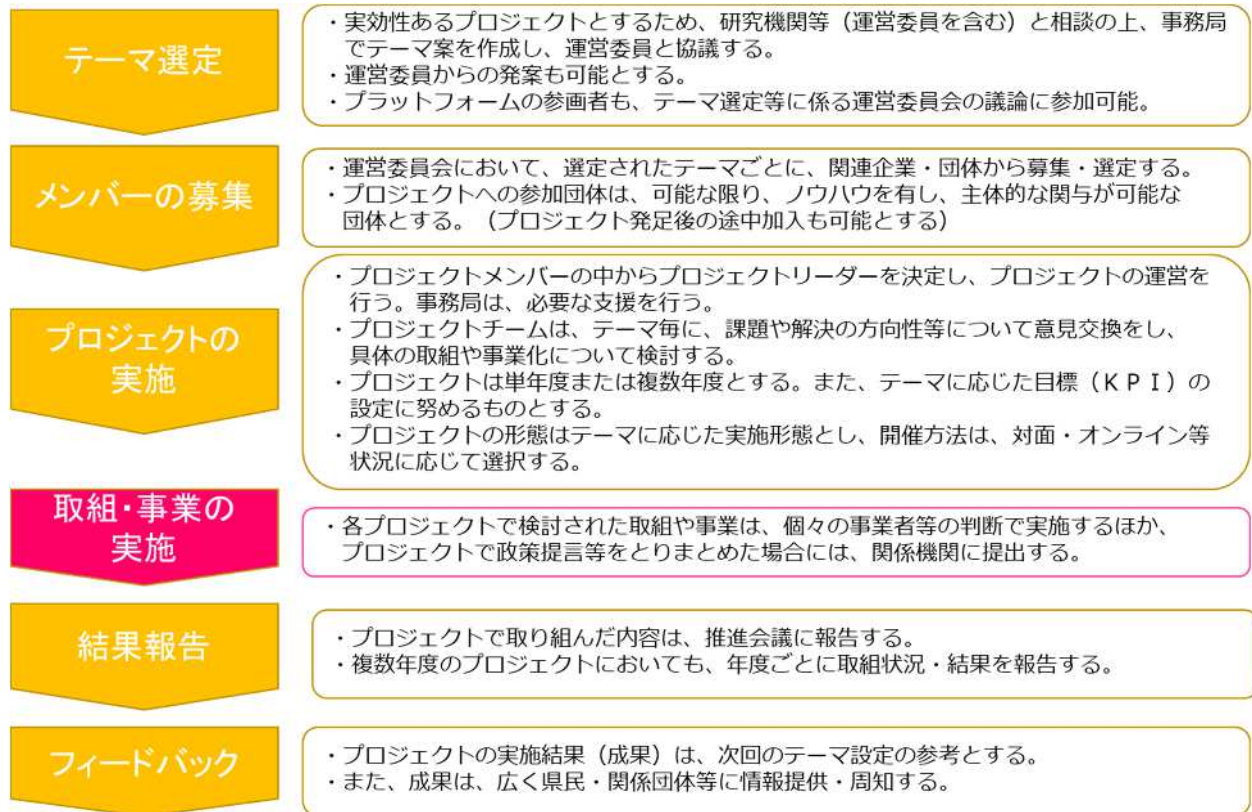 テーマ選定
・実効性あるプロジェクトとするため、研究機関等（運営委員を含む）と相談の上、事務局
でテーマ案を作成し、運営委員と協議する。
・運営委員からの発案も可能とする。
・プラットフォームの参画者も、テーマ選定等に係る運営委員会の議論に参加可能。
メンバーの募集
・運営委員会において、選定されたテーマごとに、関連企業・団体から募集・選定する。
・プロジェクトへの参加団体は、可能な限り、ノウハウを有し、主体的な関与が可能な
団体とする。（プロジェクト発足後の途中加入も可能とする）
プロジェクトの
実施
・プロジェクトメンバーの中からプロジェクトリーダーを決定し、プロジェクトの運営を
行う。事務局は、必要な支援を行う。
・プロジェクトチームは、テーマ毎に、課題や解決の方向性等について意見交換をし、
具体の取組や事業化について検討する。
・プロジェクトは単年度または複数年度とする。また、テーマに応じた目標（ＫＰＩ）の
設定に努めるものとする。
・プロジェクトの形態はテーマに応じた実施形態とし、開催方法は、対面・オンライン等
状況に応じて選択する。
取組・事業の
実施
・各プロジェクトで検討された取組や事業は、個々の事業者等の判断で実施するほか、
プロジェクトで政策提言等をとりまとめた場合には、関係機関に提出する。
結果報告
・プロジェクトで取り組んだ内容は、推進会議に報告する。
・複数年度のプロジェクトにおいても、年度ごとに取組状況・結果を報告する。
フィードバック
・プロジェクトの実施結果（成果）は、次回のテーマ設定の参考とする。
・また、成果は、広く県民・関係団体等に情報提供・周知する。